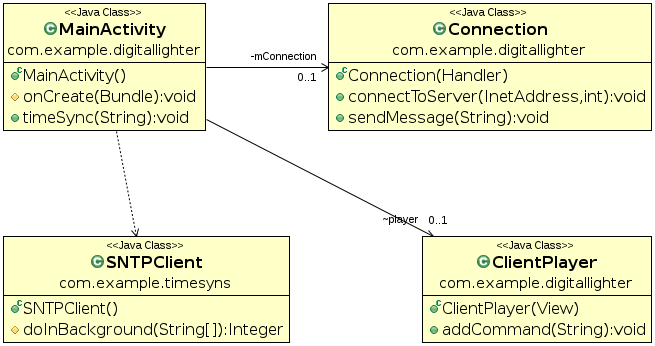 <<Java Class>>
MainActivity
com.example.digitallighter
MainActivity()
onCreate(Bundle):void
timeSync(String):void
<<Java Class>>
Connection
com.example.digitallighter
Connection(Handler)
connectToServer(InetAddress,int):void
sendMessage(String):void
-mConnection
0..1
~player
0..1
<<Java Class>>
SNTPClient
com.example.timesyns
SNTPClient()
doInBackground(String[]):Integer
<<Java Class>>
ClientPlayer
com.example.digitallighter
ClientPlayer(View)
addCommand(String):void